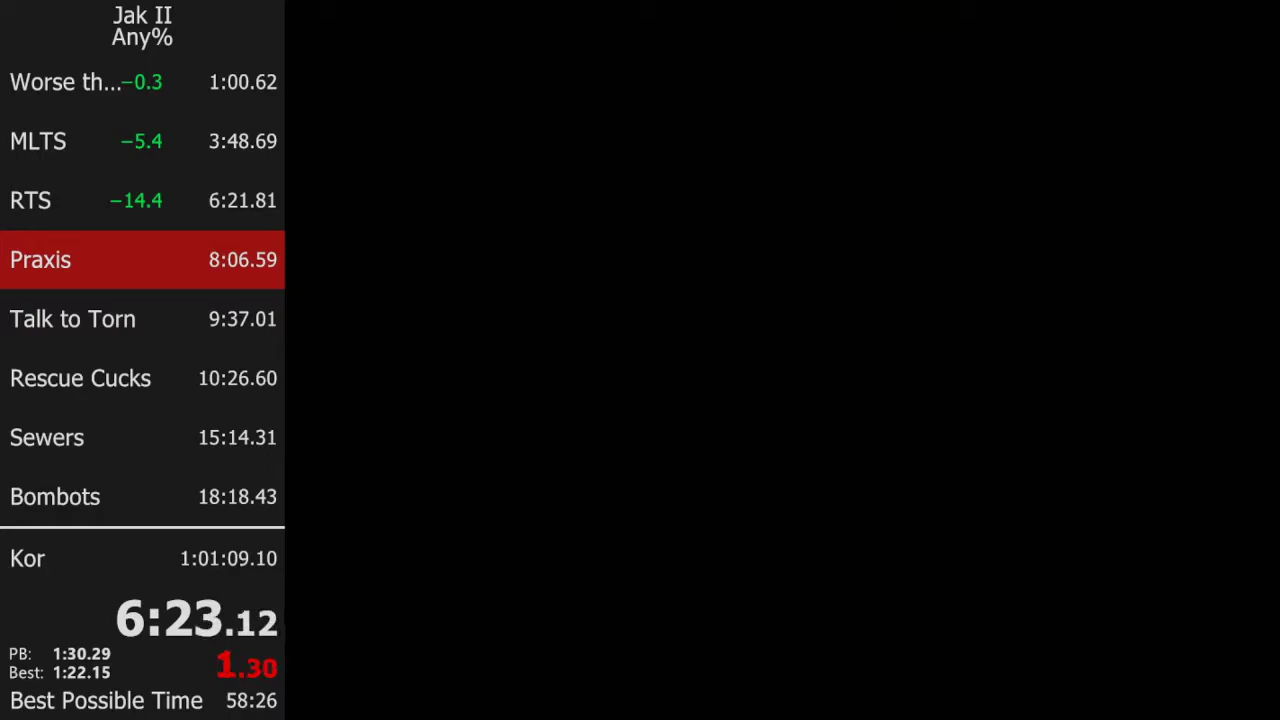 Jak II
Any%
Worse th... −0.3 1:00.62
MLTS −5.4 3:48.69
RTS −14.4 6:21.81
Praxis 8:06.59
Talk to Torn 9:37.01
Rescue Cucks 10:26.60
Sewers 15:14.31
Bombots 18:18.43
Kor 1:01:09.10
6:23.12
PB: 1:30.29
Best: 1:22.15
1.30
Best Possible Time 58:26